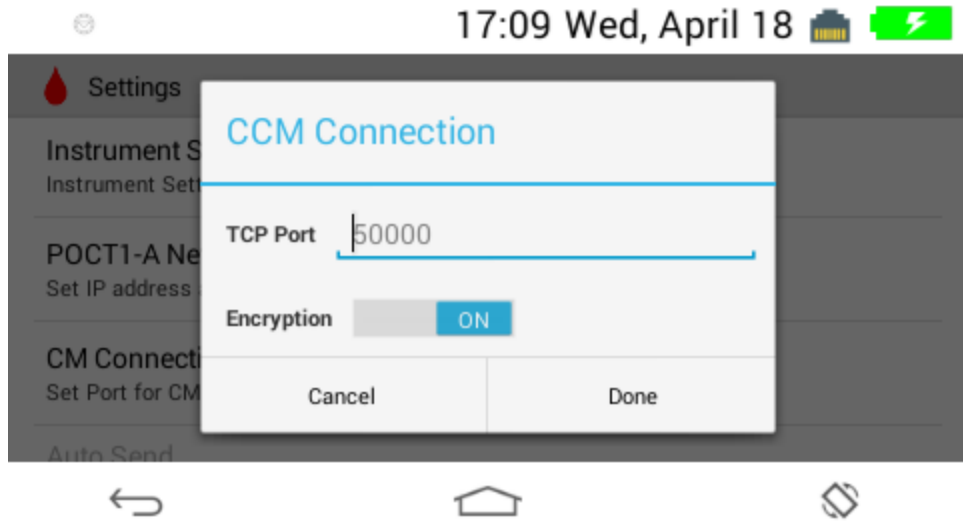 17:09 Wed, April 18
Settings
CCM Connection
Instrument S
Instrument Sett
TCP Port 50000
POCT1-A Ne
Set IP address
Encryption ON
CM Connecti
Set Port for CM
Cancel Done
Auto Send